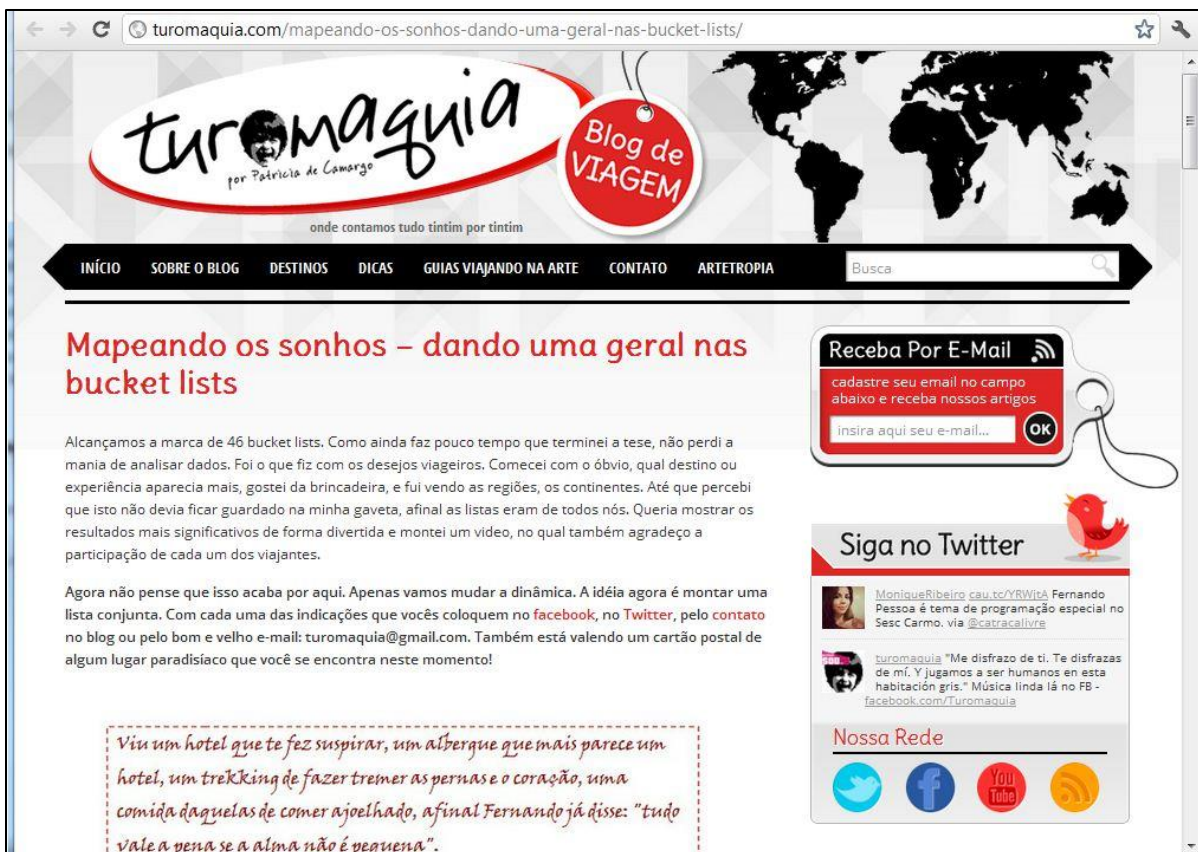 turomaquia.com/mapeando-os-sonhos-dando-uma-geral-nas-bucket-lists/
turomaquia
por Patricia de Camargo
Blog de
VIAGEM
onde contamos tudo tintim por tintim
INÍCIO SOBRE O BLOG DESTINOS DICAS GUIAS VIAJANDO NA ARTE CONTATO ARTETROPIA Busca
Mapeando os sonhos – dando uma geral nas
bucket lists
Alcançamos a marca de 46 bucket lists. Como ainda faz pouco tempo que terminei a tese, não perdi a
mania de analisar dados. Foi o que fiz com os desejos viageiros. Comecei com o óbvio, qual destino ou
experiência aparecia mais, gostei da brincadeira, e fui vendo as regiões, os continentes. Até que percebi
que isto não devia ficar guardado na minha gaveta, afinal as listas eram de todos nós. Queria mostrar os
resultados mais significativos de forma divertida e montei um video, no qual também agradeço a
participação de cada um dos viajantes.
Agora não pense que isso acaba por aqui. Apenas vamos mudar a dinâmica. A idéia agora é montar uma
lista conjunta. Com cada uma das indicações que vocês coloquem no facebook, no Twitter, pelo contato
no blog ou pelo bom e velho e-mail: turomaquia@gmail.com. Também está valendo um cartão postal de
algum lugar paradisíaco que você se encontra neste momento!
Viu um hotel que te fez suspirar, um albergue que mais parece um
hotel, um trekking de fazer tremer as pernas e o coração, uma
comida daquelas de comer ajoelhado, afinal Fernando já disse: "tudo
vale a pena se a alma não é pequena".
Receba Por E-Mail
cadastre seu email no campo
abaixo e receba nossos artigos
insira aqui seu e-mail... OK
Siga no Twitter
MoniqueRibeiro cau.tc/YRWjtA Fernando
Pessoa é tema de programação especial no
Sesc Carmo. via @catracalivre
turomaquia "Me disfrazo de ti. Te disfrazas
de mí. Y jugamos a ser humanos en esta
habitación gris." Música linda lá no FB -
facebook.com/Turomaquia
Nossa Rede
You
Tube